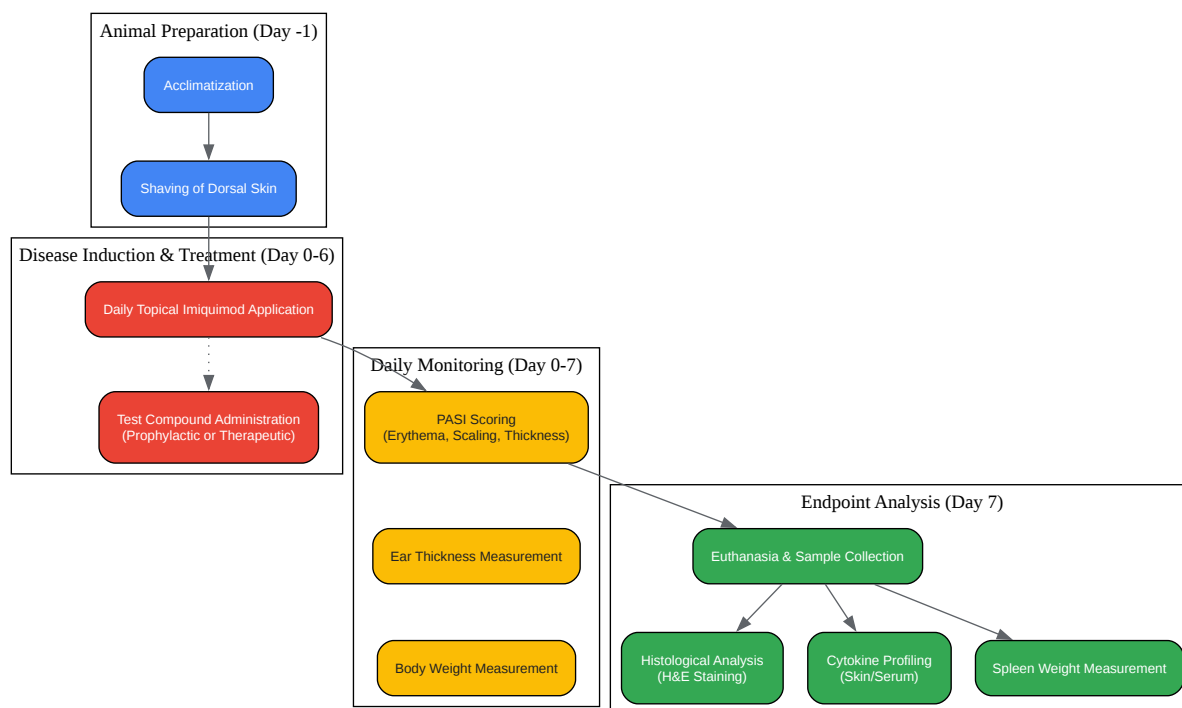 Animal Preparation (Day -1)
Acclimatization
Shaving of Dorsal Skin
Disease Induction & Treatment (Day 0-6)
Daily Topical Imiquimod Application
Test Compound Administration
(Prophylactic or Therapeutic)
Daily Monitoring (Day 0-7)
PASI Scoring
(Erythema, Scaling, Thickness)
Ear Thickness Measurement
Body Weight Measurement
Endpoint Analysis (Day 7)
Euthanasia & Sample Collection
Histological Analysis
(H&E Staining)
Cytokine Profiling
(Skin/Serum)
Spleen Weight Measurement